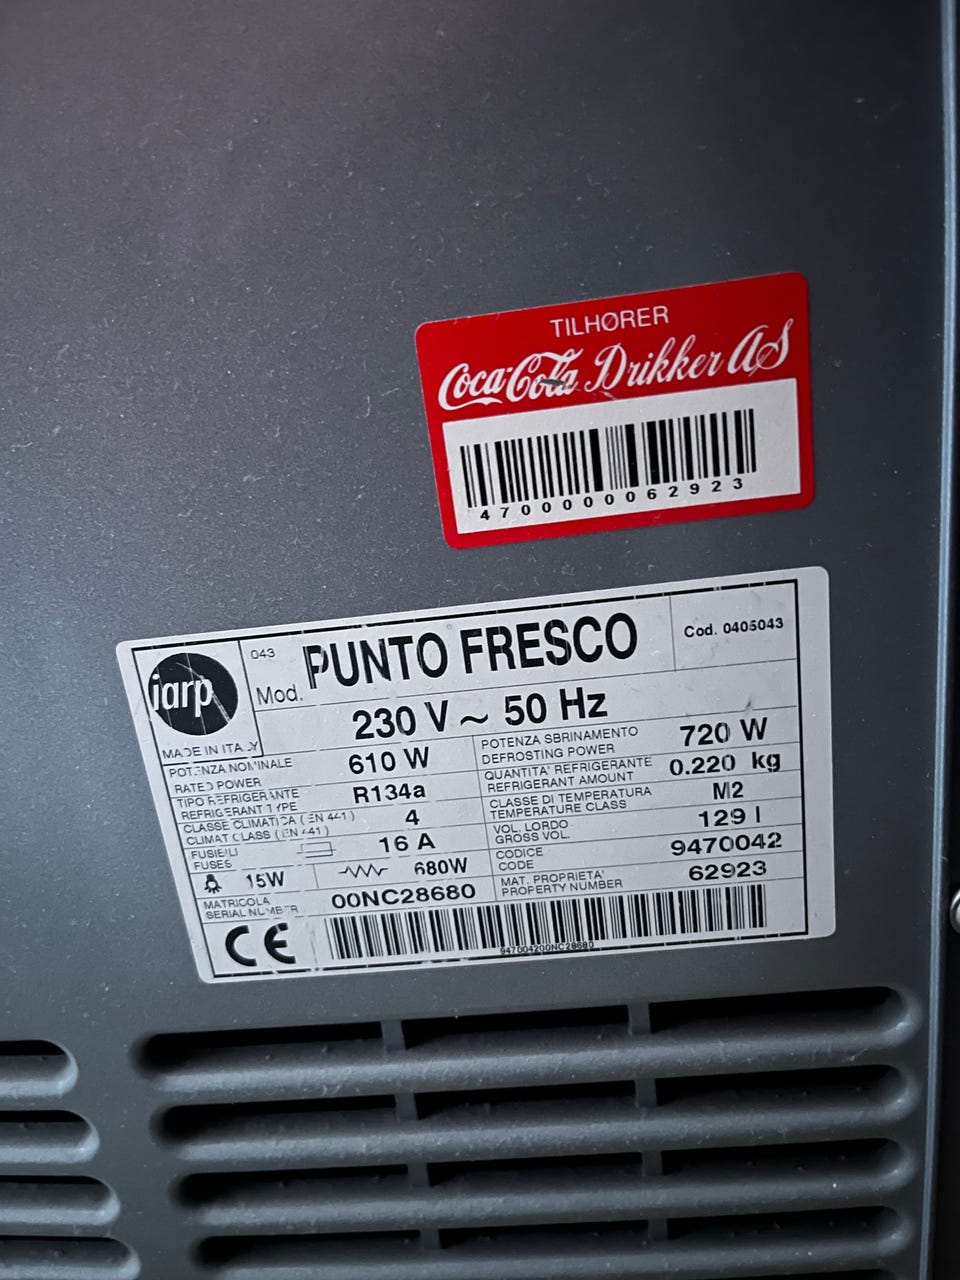 TILHØRER
Coca-Cola Drikker AS
4700000062923
iarp
MADE IN ITALY
043
Mod. PUNTO FRESCO
Cod. 0405043
230 V ~ 50 Hz
POTENZA NOMINALE
RATED POWER
610 W
POTENZA SBRINAMENTO
DEFROSTING POWER
720 W
TIPO REFRIGERANTE
REFRIGERANT TYPE
R134a
QUANTITA' REFRIGERANTE
REFRIGERANT AMOUNT
0.220 kg
CLASSE CLIMATICA (EN 441)
CLIMAT CLASS (EN 441)
4
CLASSE DI TEMPERATURA
TEMPERATURE CLASS
M2
FUSIBILI
FUSES
16 A
VOL. LORDO
GROSS VOL.
129 l
15W
680W
CODICE
CODE
9470042
MATRICOLA
SERIAL NUMBER
00NC28680
MAT. PROPRIETA'
PROPERTY NUMBER
62923
CE
947004200NC28680